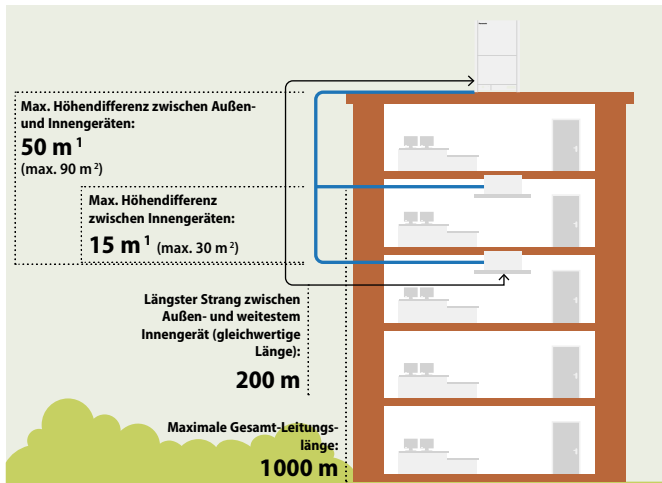 Max. Höhendifferenz zwischen Außen-
und Innengeräten:
50 m ¹
(max. 90 m ²)
Max. Höhendifferenz
zwischen Innengeräten:
15 m ¹ (max. 30 m ²)
Längster Strang zwischen
Außen- und weitestem
Innengerät (gleichwertige
Länge):
200 m
Maximale Gesamt-Leitungs-
länge:
1000 m